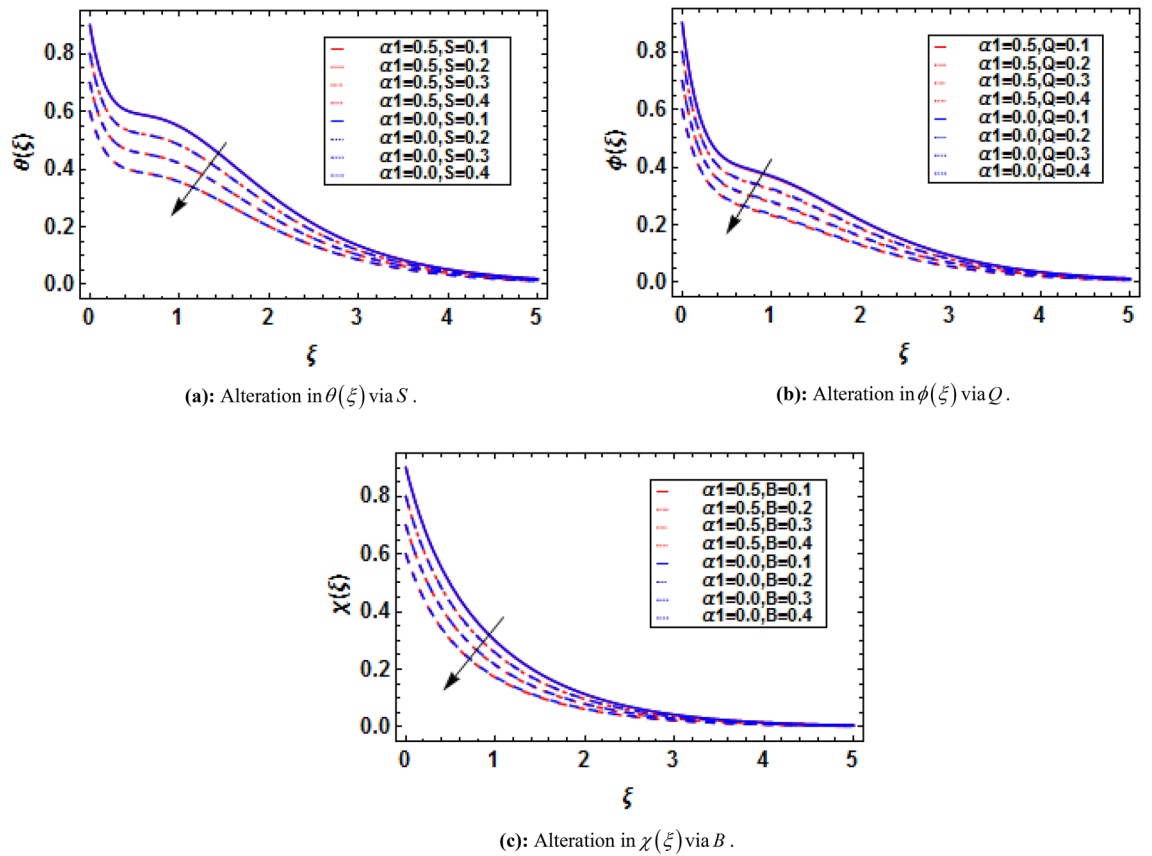 θ(ξ)
0.8
0.6
0.4
0.2
0.0
α1=0.5,S=0.1
α1=0.5,S=0.2
α1=0.5,S=0.3
α1=0.5,S=0.4
α1=0.0,S=0.1
α1=0.0,S=0.2
α1=0.0,S=0.3
α1=0.0,S=0.4
0 1 2 3 4 5
ξ
(a): Alteration in θ(ξ) via S .
ϕ(ξ)
0.8
0.6
0.4
0.2
0.0
α1=0.5,Q=0.1
α1=0.5,Q=0.2
α1=0.5,Q=0.3
α1=0.5,Q=0.4
α1=0.0,Q=0.1
α1=0.0,Q=0.2
α1=0.0,Q=0.3
α1=0.0,Q=0.4
0 1 2 3 4 5
ξ
(b): Alteration in ϕ(ξ) via Q .
χ(ξ)
0.8
0.6
0.4
0.2
0.0
α1=0.5,B=0.1
α1=0.5,B=0.2
α1=0.5,B=0.3
α1=0.5,B=0.4
α1=0.0,B=0.1
α1=0.0,B=0.2
α1=0.0,B=0.3
α1=0.0,B=0.4
0 1 2 3 4 5
ξ
(c): Alteration in χ(ξ) via B .